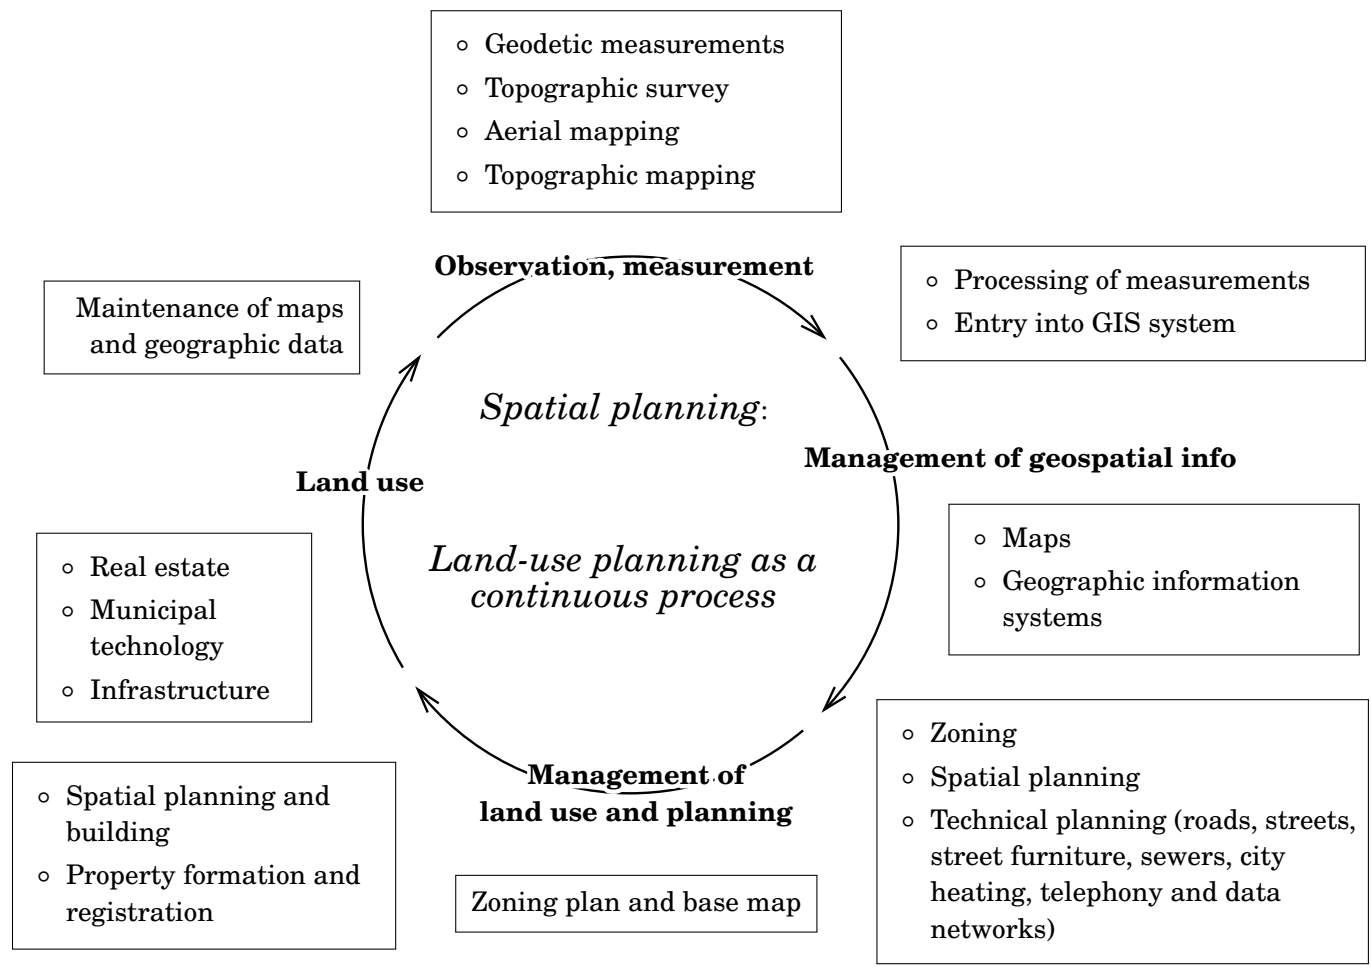 ◦ Geodetic measurements
◦ Topographic survey
◦ Aerial mapping
◦ Topographic mapping
Observation, measurement
◦ Processing of measurements
◦ Entry into GIS system
Maintenance of maps
and geographic data
Spatial planning:
Management of geospatial info
Land use
◦ Maps
◦ Geographic information
systems
Land-use planning as a
continuous process
◦ Real estate
◦ Municipal
technology
◦ Infrastructure
◦ Zoning
◦ Spatial planning
◦ Technical planning (roads, streets,
street furniture, sewers, city
heating, telephony and data
networks)
Management of
land use and planning
◦ Spatial planning and
building
◦ Property formation and
registration
Zoning plan and base map